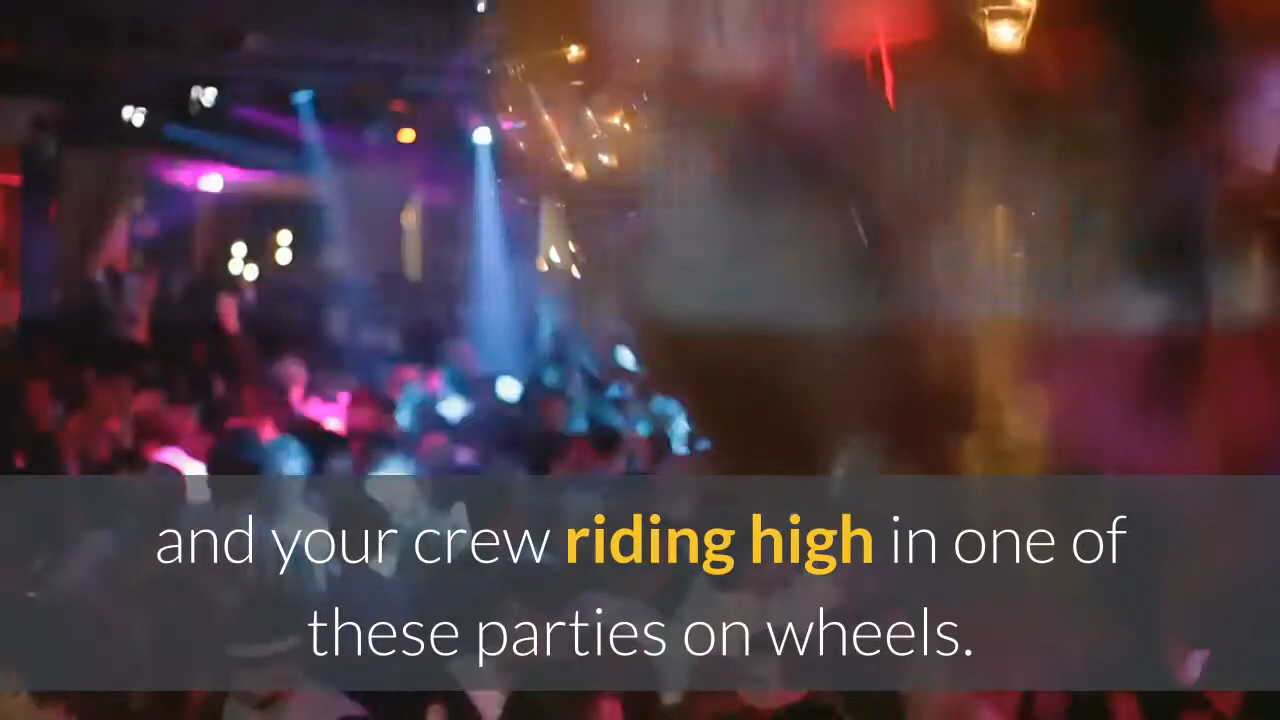 and your crew riding high in one of
these parties on wheels.